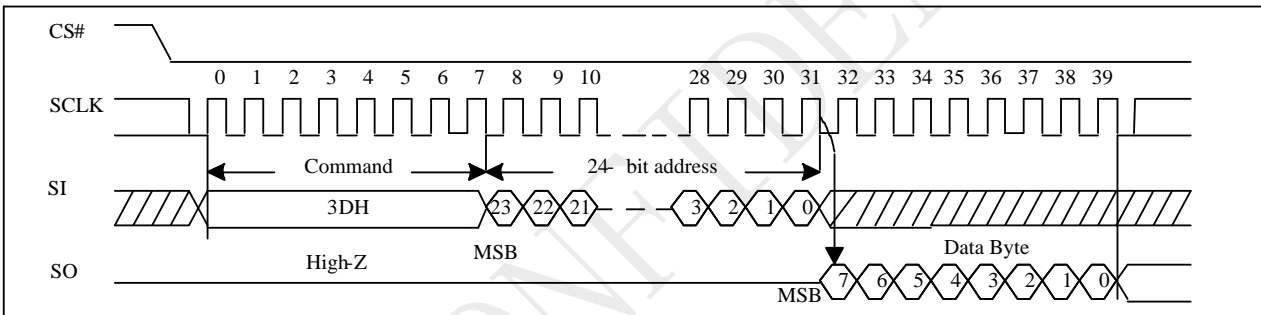 CS#
0 1 2 3 4 5 6 7 8 9 10 28 29 30 31 32 33 34 35 36 37 38 39
SCLK
Command 24- bit address
SI
3DH 23 22 21 3 2 1 0
MSB Data Byte
High-Z
SO
MSB 7 6 5 4 3 2 1 0